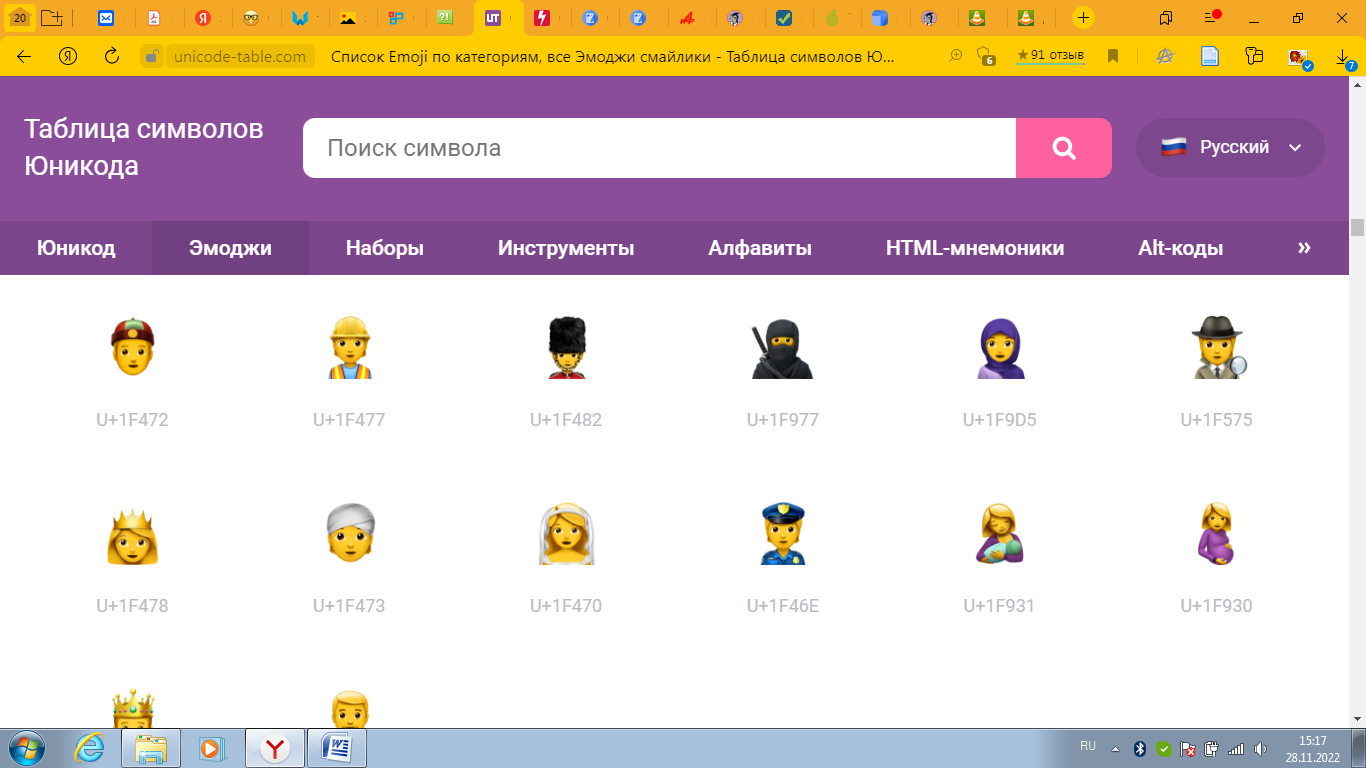 20
unicode-table.com
Список Emoji по категориям, все Эмоджи смайлики - Таблица символов Ю...
6
★91 отзыв
7
Таблица символов
Юникода
Поиск символа
Русский
Юникод
Эмоджи
Наборы
Инструменты
Алфавиты
HTML-мнемоники
Alt-коды
»
U+1F472
U+1F477
U+1F482
U+1F977
U+1F9D5
U+1F575
U+1F478
U+1F473
U+1F470
U+1F46E
U+1F931
U+1F930
RU
15:17
28.11.2022